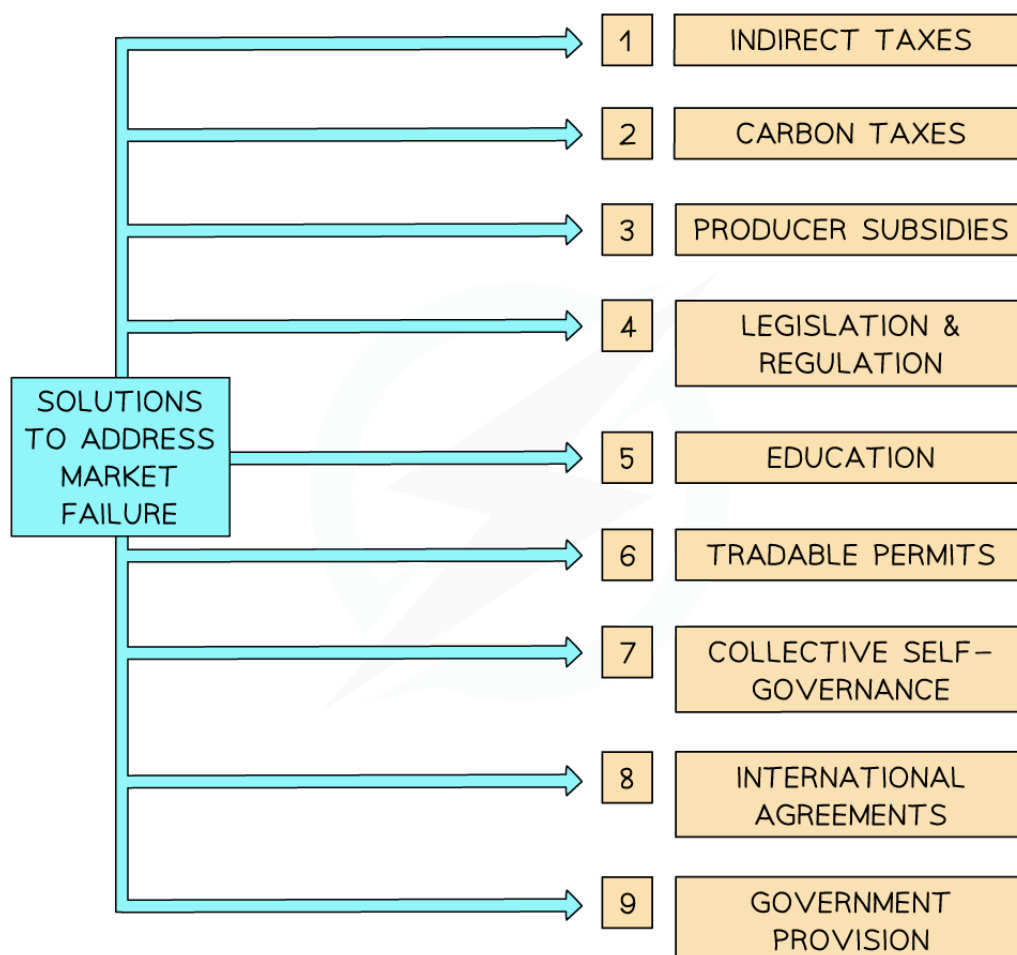 1
INDIRECT TAXES
2
CARBON TAXES
3
PRODUCER SUBSIDIES
4
LEGISLATION &
REGULATION
SOLUTIONS
TO ADDRESS
MARKET
FAILURE
5
EDUCATION
6
TRADABLE PERMITS
7
COLLECTIVE SELF-
GOVERNANCE
8
INTERNATIONAL
AGREEMENTS
9
GOVERNMENT
PROVISION